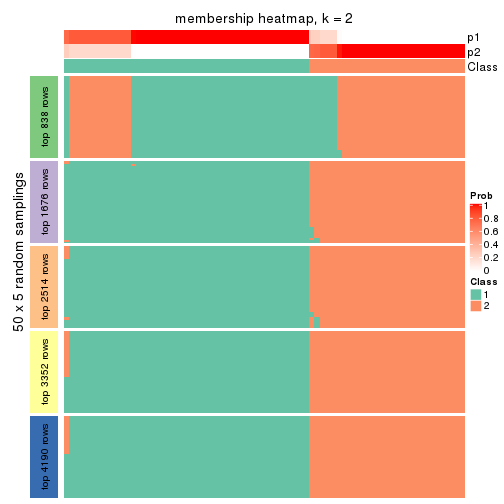 membership heatmap, k = 2
p1
p2
Class
50 x 5 random samplings
top 838 rows
top 1676 rows
top 2514 rows
top 3352 rows
top 4190 rows
Prob
1
0.8
0.6
0.4
0.2
0
Class
1
2